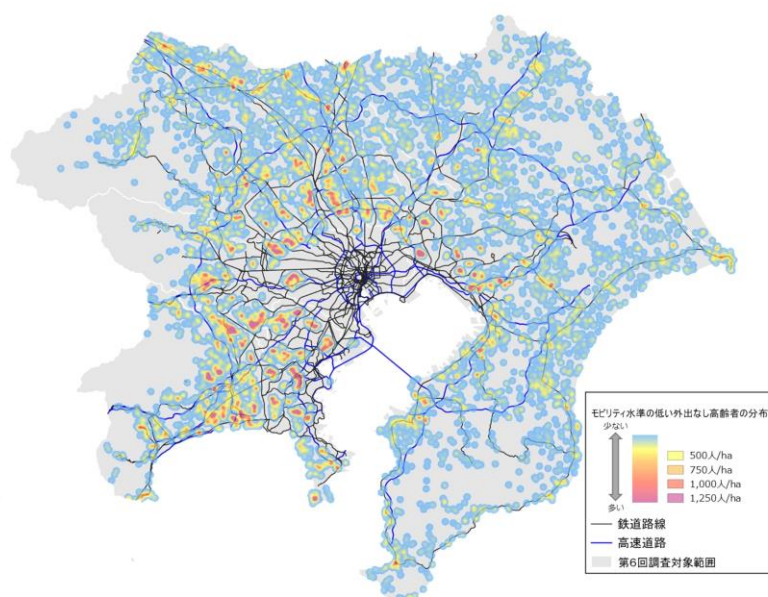 モビリティ水準の低い外出なし高齢者の分布
少ない
500人/ha
750人/ha
1,000人/ha
1,250人/ha
多い
鉄道路線
高速道路
第6回調査対象範囲